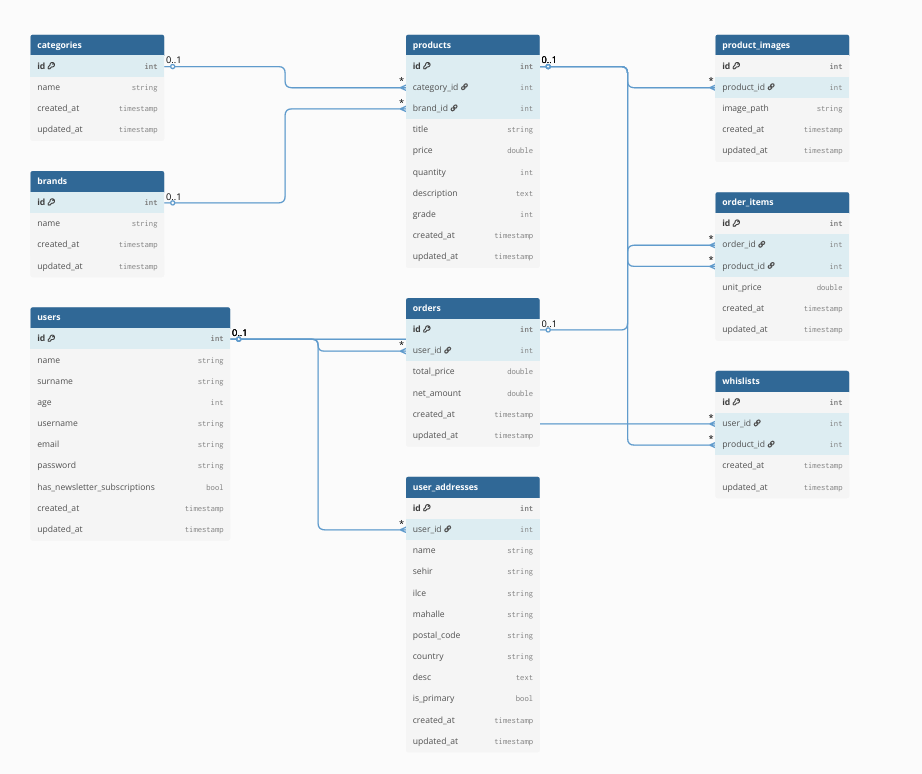 categories
id int
name string
created_at timestamp
updated_at timestamp
0..1
brands
id int
name string
created_at timestamp
updated_at timestamp
0..1
users
id int
name string
surname string
age int
username string
email string
password string
has_newsletter_subscriptions bool
created_at timestamp
updated_at timestamp
0..1
products
id int
* category_id int
* brand_id int
title string
price double
quantity int
description text
grade int
created_at timestamp
updated_at timestamp
0..1
orders
id int
* user_id int
total_price double
net_amount double
created_at timestamp
updated_at timestamp
0..1
user_addresses
id int
* user_id int
name string
sehir string
ilce string
mahalle string
postal_code string
country string
desc text
is_primary bool
created_at timestamp
updated_at timestamp
product_images
id int
* product_id int
image_path string
created_at timestamp
updated_at timestamp
order_items
id int
* order_id int
* product_id int
unit_price double
created_at timestamp
updated_at timestamp
whislists
id int
* user_id int
* product_id int
created_at timestamp
updated_at timestamp